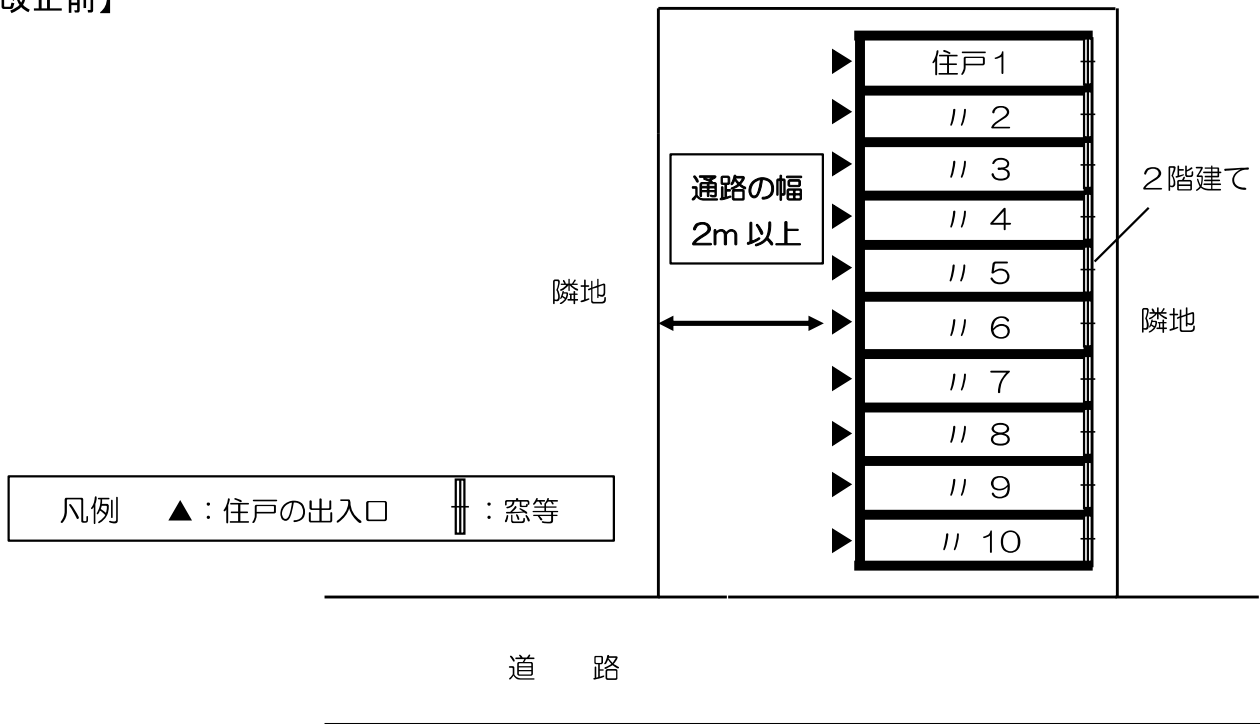 改正前】
住戸1
〃 2
〃 3
〃 4
〃 5
〃 6
〃 7
〃 8
〃 9
〃 10
通路の幅
2m 以上
2階建て
隣地
隣地
凡例 ▲：住戸の出入口 ：窓等
道 路